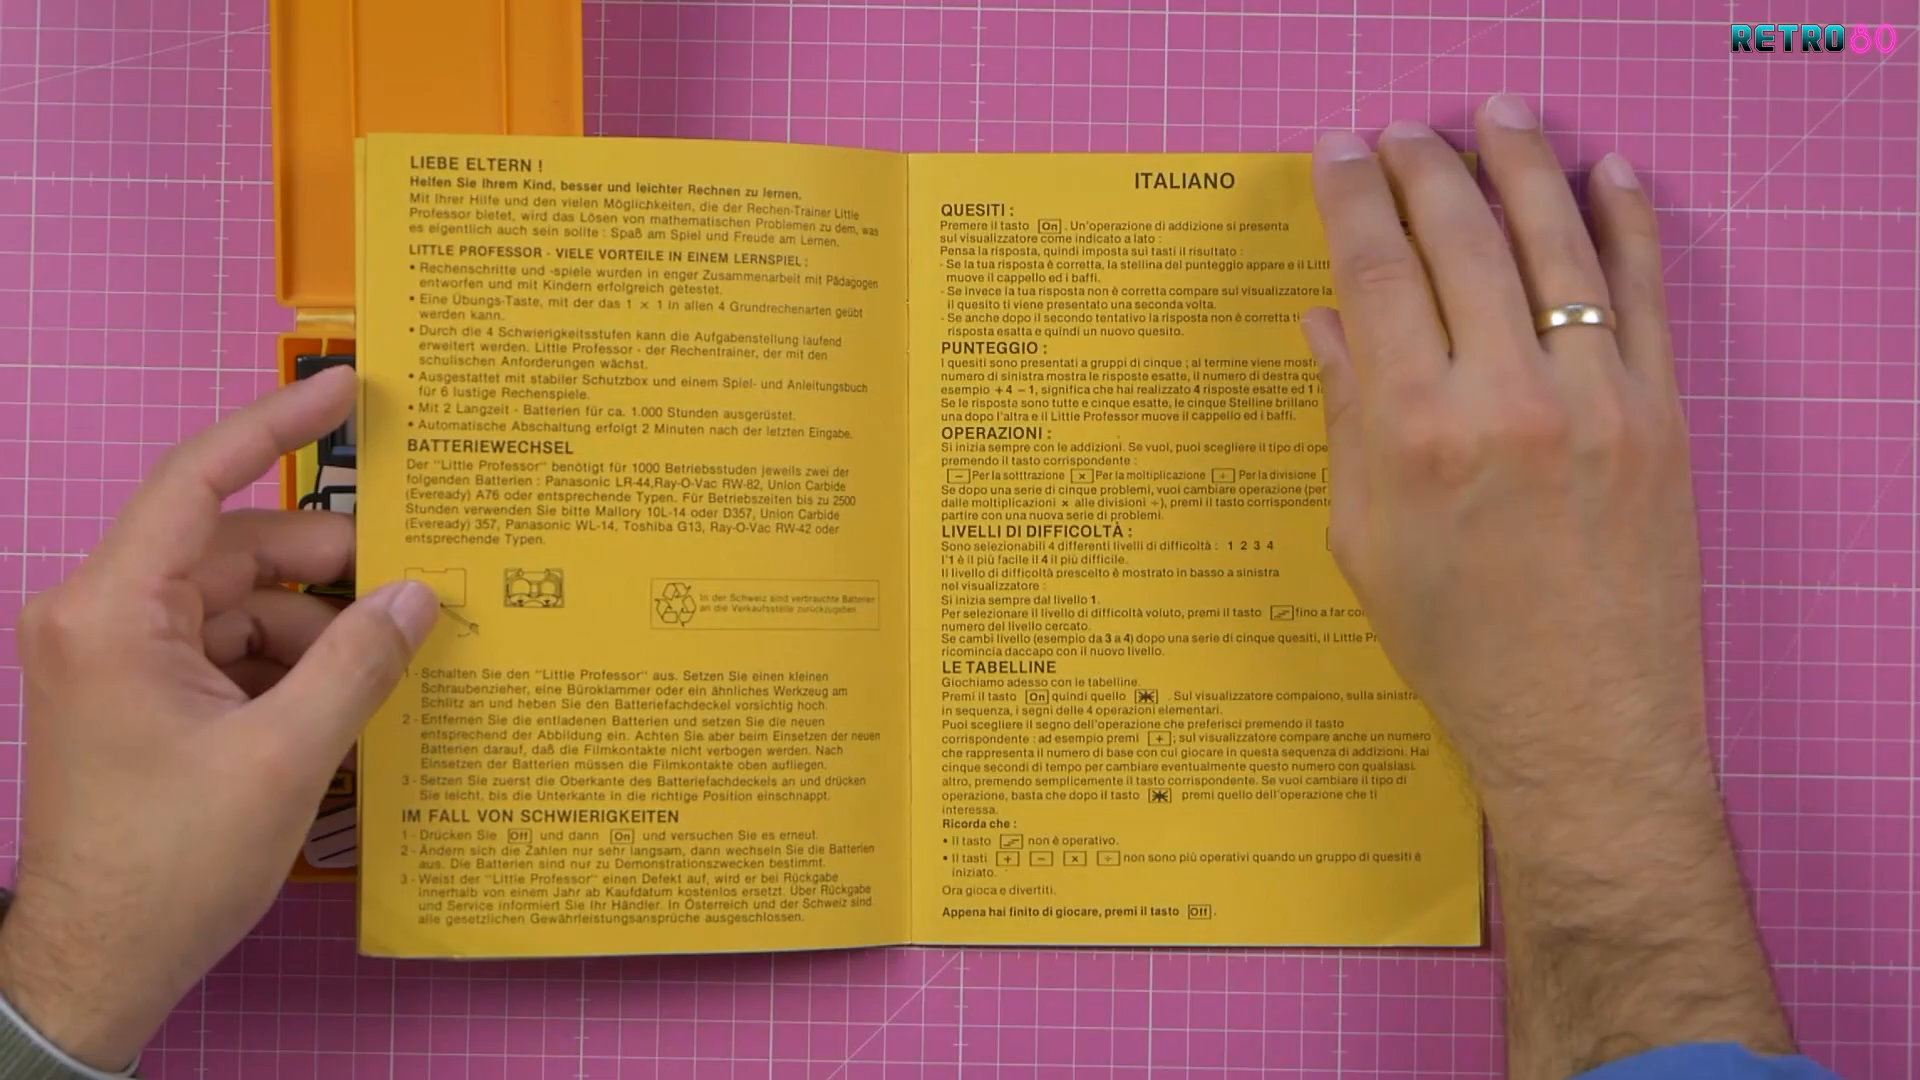 RETRO80
LIEBE ELTERN !
Helfen Sie Ihrem Kind, besser und leichter Rechnen zu lernen,
Mit Ihrer Hilfe und den vielen Möglichkeiten, die der Rechen-Trainer Little
Professor bietet, wird das Lösen von mathematischen Problemen zu dem, was
es eigentlich auch sein sollte : Spaß am Spiel und Freude am Lernen.
LITTLE PROFESSOR - VIELE VORTEILE IN EINEM LERNSPIEL :
• Rechenschritte und -spiele wurden in enger Zusammenarbeit mit Pädagogen
entworfen und mit Kindern erfolgreich getestet.
• Eine Übungs-Taste, mit der das 1 × 1 in allen 4 Grundrechenarten geübt
werden kann.
• Durch die 4 Schwierigkeitsstufen kann die Aufgabenstellung laufend
erweitert werden. Little Professor - der Rechentrainer, der mit den
schulischen Anforderungen wächst.
• Ausgestattet mit stabiler Schutzbox und einem Spiel- und Anleitungsbuch
für 6 lustige Rechenspiele.
• Mit 2 Langzeit - Batterien für ca. 1.000 Stunden ausgerüstet.
• Automatische Abschaltung erfolgt 2 Minuten nach der letzten Eingabe.
BATTERIEWECHSEL
Der "Little Professor" benötigt für 1000 Betriebsstuden jeweils zwei der
folgenden Batterien : Panasonic LR-44,Ray-O-Vac RW-82, Union Carbide
(Eveready) A76 oder entsprechende Typen. Für Betriebszeiten bis zu 2500
Stunden verwenden Sie bitte Mallory 10L-14 oder D357, Union Carbide
(Eveready) 357, Panasonic WL-14, Toshiba G13, Ray-O-Vac RW-42 oder
entsprechende Typen.
In der Schweiz sind verbrauchte Batterien
an die Verkaufsstelle zurückzugeben.
1 - Schalten Sie den "Little Professor" aus. Setzen Sie einen kleinen
Schraubenzieher, eine Büroklammer oder ein ähnliches Werkzeug am
Schlitz an und heben Sie den Batteriefachdeckel vorsichtig hoch.
2 - Entfernen Sie die entladenen Batterien und setzen Sie die neuen
entsprechend der Abbildung ein. Achten Sie aber beim Einsetzen der neuen
Batterien darauf, daß die Filmkontakte nicht verbogen werden. Nach
Einsetzen der Batterien müssen die Filmkontakte oben aufliegen.
3 - Setzen Sie zuerst die Oberkante des Batteriefachdeckels an und drücken
Sie leicht, bis die Unterkante in die richtige Position einschnappt.
IM FALL VON SCHWIERIGKEITEN
1 - Drücken Sie Off und dann On und versuchen Sie es erneut.
2 - Ändern sich die Zahlen nur sehr langsam, dann wechseln Sie die Batterien
aus. Die Batterien sind nur zu Demonstrationszwecken bestimmt.
3 - Weist der "Little Professor" einen Defekt auf, wird er bei Rückgabe
innerhalb von einem Jahr ab Kaufdatum kostenlos ersetzt. Über Rückgabe
und Service informiert Sie Ihr Händler. In Österreich und der Schweiz sind
alle gesetzlichen Gewährleistungsansprüche ausgeschlossen.
ITALIANO
QUESITI :
Premere il tasto On . Un'operazione di addizione si presenta
sul visualizzatore come indicato a lato :
Pensa la risposta, quindi imposta sui tasti il risultato :
- Se la tua risposta è corretta, la stellina del punteggio appare e il
muove il cappello ed i baffi.
- Se invece la tua risposta non è corretta compare sul visualizzatore la
il quesito ti viene presentato una seconda volta.
- Se anche dopo il secondo tentativo la risposta non è corretta ti
risposta esatta e quindi un nuovo quesito.
PUNTEGGIO :
I quesiti sono presentati a gruppi di cinque ; al termine viene
numero di sinistra mostra le risposte esatte, il numero di destra
esempio +4 −1, significa che hai realizzato 4 risposte esatte ed 1
Se le risposte sono tutte e cinque esatte, le cinque Stelline brillano
una dopo l'altra e il Little Professor muove il cappello ed i baffi.
OPERAZIONI :
Si inizia sempre con le addizioni. Se vuoi, puoi scegliere il tipo di
premendo il tasto corrispondente :
− Per la sottrazione × Per la moltiplicazione ÷ Per la divisione
Se dopo una serie di cinque problemi, vuoi cambiare operazione (per
dalle moltiplicazioni × alle divisioni ÷), premi il tasto corrispondente
partire con una nuova serie di problemi.
LIVELLI DI DIFFICOLTÀ :
Sono selezionabili 4 differenti livelli di difficoltà : 1 2 3 4
l'1 è il più facile il 4 il più difficile.
Il livello di difficoltà prescelto è mostrato in basso a sinistra
nel visualizzatore :
Si inizia sempre dal livello 1.
Per selezionare il livello di difficoltà voluto, premi il tasto fino a far
numero del livello cercato.
Se cambi livello (esempio da 3 a 4) dopo una serie di cinque quesiti, il Little
ricomincia daccapo con il nuovo livello.
LE TABELLINE
Giochiamo adesso con le tabelline.
Premi il tasto On quindi quello . Sul visualizzatore compaiono, sulla sinistra
in sequenza, i segni delle 4 operazioni elementari.
Puoi scegliere il segno dell'operazione che preferisci premendo il tasto
corrispondente : ad esempio premi + ; sul visualizzatore compare anche un numero
che rappresenta il numero di base con cui giocare in questa sequenza di addizioni. Hai
cinque secondi di tempo per cambiare eventualmente questo numero con qualsiasi
altro, premendo semplicemente il tasto corrispondente. Se vuoi cambiare il tipo di
operazione, basta che dopo il tasto premi quello dell'operazione che ti
interessa.
Ricorda che :
• Il tasto non è operativo.
• I tasti + − × ÷ non sono più operativi quando un gruppo di quesiti è
iniziato.
Ora gioca e divertiti.
Appena hai finito di giocare, premi il tasto Off .